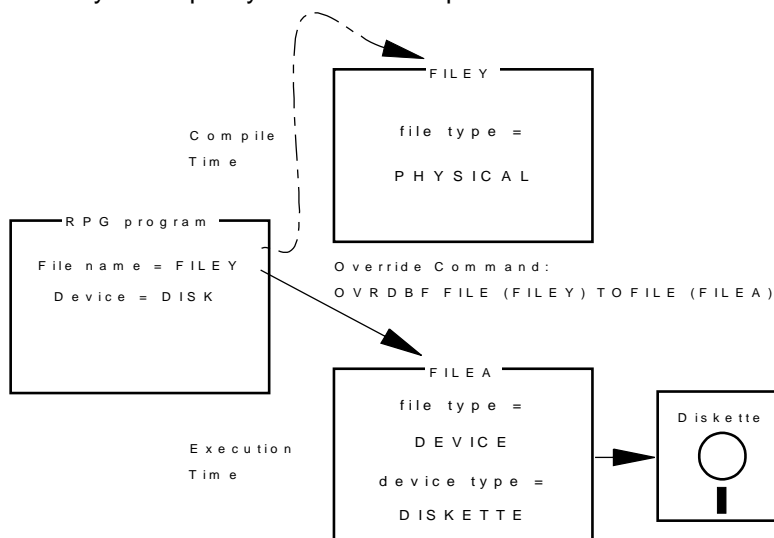 FILEY
file type =
PHYSICAL
Compile
Time
RPG program
File name = FILEY
Device = DISK
Override Command:
OVRDBF FILE (FILEY) TOFILE (FILEA)
FILEA
file type =
DEVICE
device type =
DISKETTE
Execution
Time
Diskette